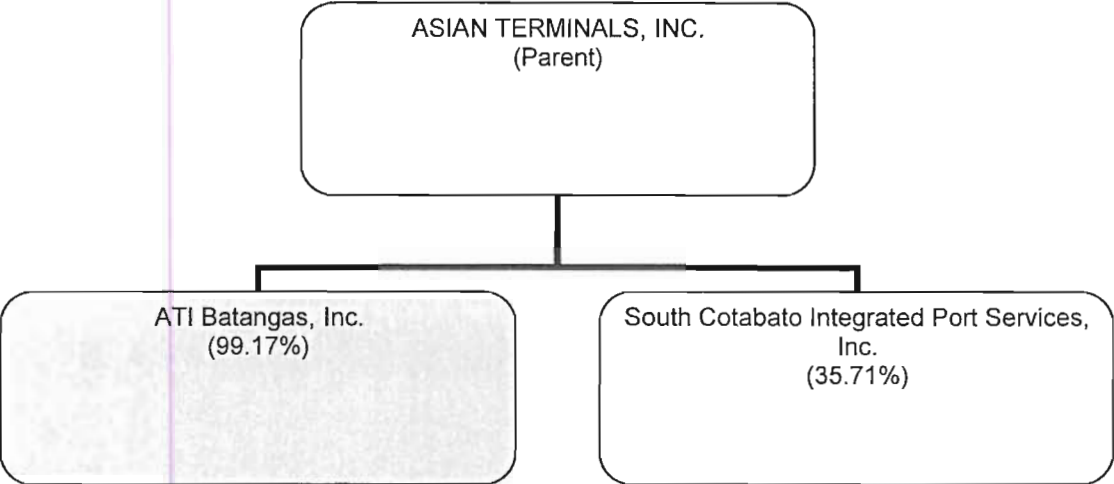 ASIAN TERMINALS, INC.
(Parent)
ATI Batangas, Inc.
(99.17%)
South Cotabato Integrated Port Services,
Inc.
(35.71%)